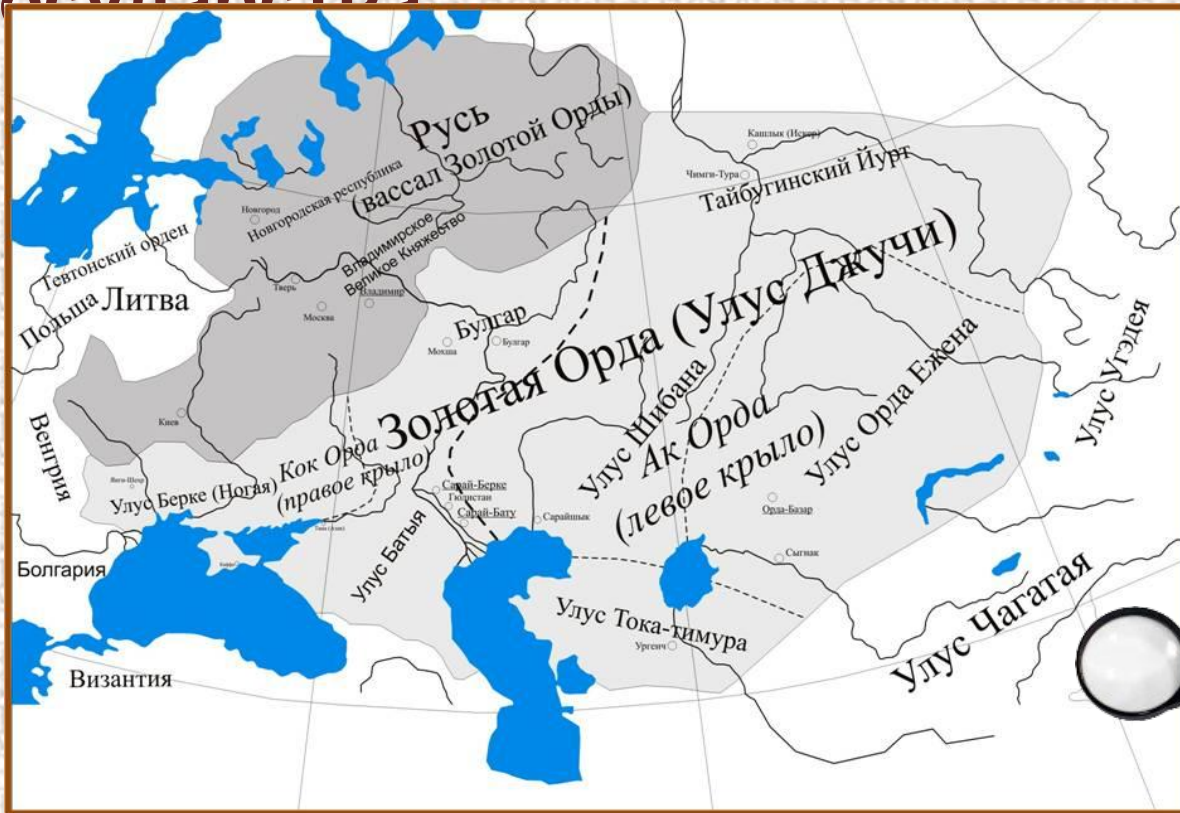 Русь
(вассал Золотой Орды)
Новгородская республика
Новгород
Владимирское
Великое Княжество
Тевтонский орден
Польша
Литва
Тверь
Москва
Владимир
Кашлык (Искер)
Чимги-Тура
Тайбугинский Йурт
Булгар
Мохша
Булгар
Золотая Орда (Улус Джучи)
Киев
Венгрия
Улус Берке (Ногая)
Кок Орда
(правое крыло)
Сарай-Берке
Гюлистан
Сарай-Бату
Сарайшык
Улус Батыя
Улус Шибана
Ак Орда
(левое крыло)
Улус Орда Ежена
Орда-Базар
Сыгнак
Улус Угэдея
Болгария
Византия
Улус Тока-тимура
Ургенч
Улус Чагатая